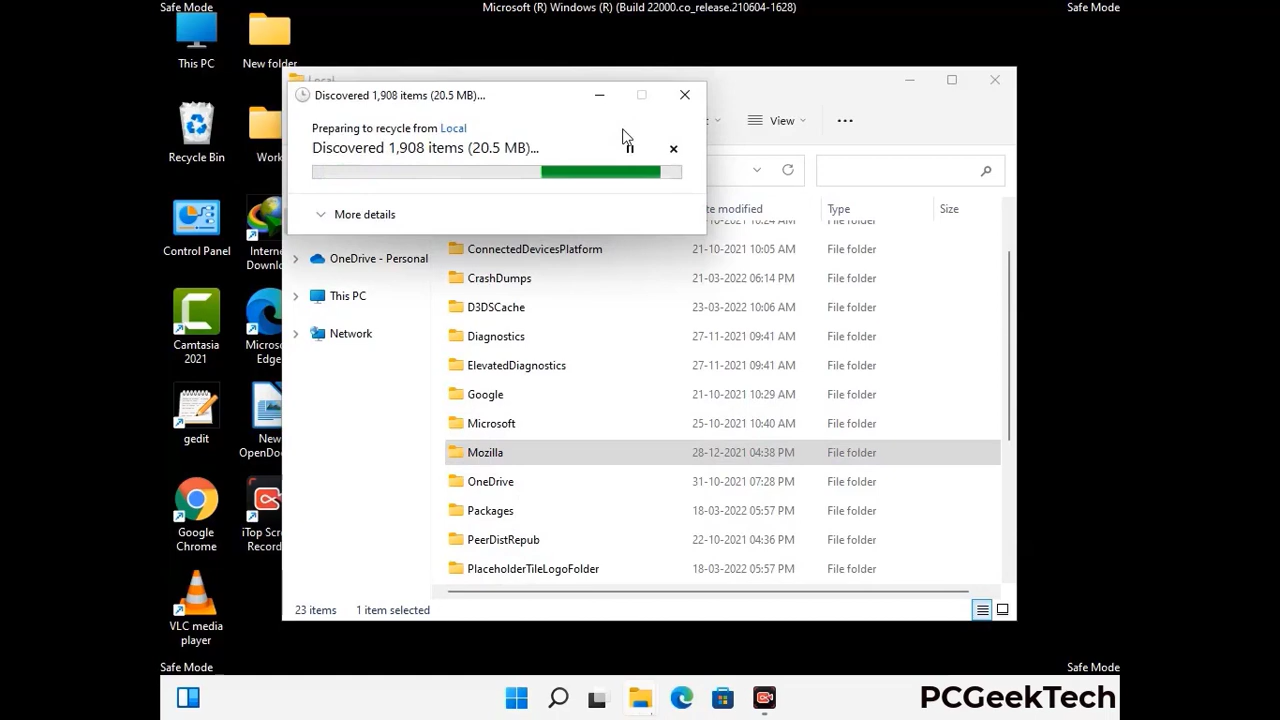 Safe Mode
Microsoft (R) Windows (R) (Build 22000.co_release.210604-1628)
Safe Mode
This PC
New folder
Recycle Bin
Work
Control Panel
Internet
Downlo
Camtasia
2021
Micros
Edge
gedit
New
OpenDoc
Google
Chrome
iTop Scre
Record
VLC media
player
Local
Discovered 1,908 items (20.5 MB)...
Preparing to recycle from Local
Discovered 1,908 items (20.5 MB)...
More details
View
te modified
Type
Size
File folder
OneDrive - Personal
This PC
Network
ConnectedDevicesPlatform 21-10-2021 10:05 AM File folder
CrashDumps 21-03-2022 06:14 PM File folder
D3DSCache 23-03-2022 10:06 AM File folder
Diagnostics 27-11-2021 09:41 AM File folder
ElevatedDiagnostics 27-11-2021 09:41 AM File folder
Google 21-10-2021 10:29 AM File folder
Microsoft 25-10-2021 10:40 AM File folder
Mozilla 28-12-2021 04:38 PM File folder
OneDrive 31-10-2021 07:28 PM File folder
Packages 18-03-2022 05:57 PM File folder
PeerDistRepub 22-10-2021 04:36 PM File folder
PlaceholderTileLogoFolder 18-03-2022 05:57 PM File folder
23 items 1 item selected
Safe Mode
Safe Mode
PCGeekTech